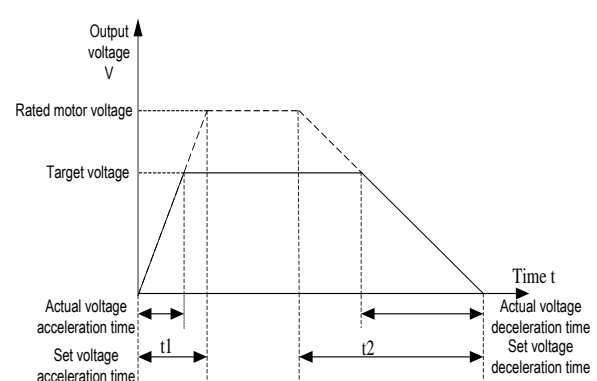 Output
voltage
V
Rated motor voltage
Target voltage
Time t
Actual voltage
acceleration time
Actual voltage
deceleration time
Set voltage
acceleration time
t1
t2
Set voltage
deceleration time